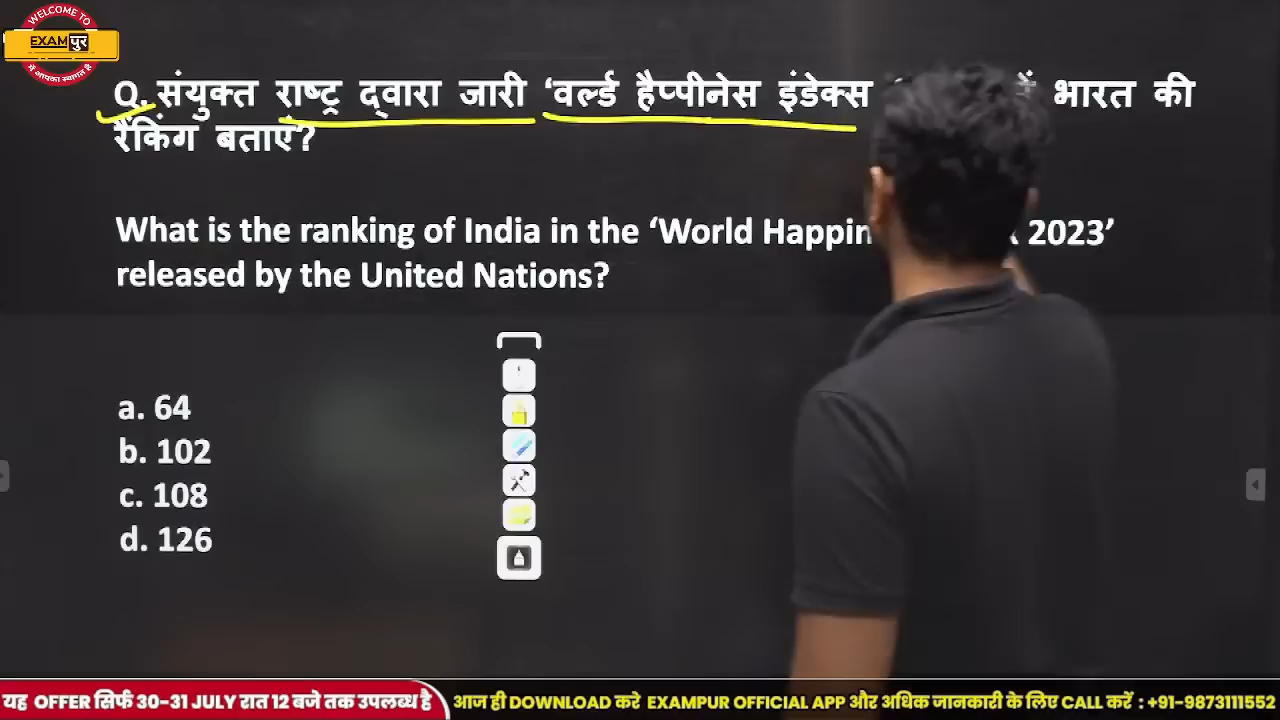 WELCOME TO
EXAMपुर
में आपका स्वागत है
Q. संयुक्त राष्ट्र द्वारा जारी ‘वर्ल्ड हैप्पीनेस इंडेक्स में भारत की
रैंकिंग बताएं?
What is the ranking of India in the ‘World 2023’
released by the United Nations?
a. 64
b. 102
c. 108
d. 126
यह OFFER सिर्फ 30-31 JULY रात 12 बजे तक उपलब्ध है
आज ही DOWNLOAD करे EXAMPUR OFFICIAL APP और अधिक जानकारी के लिए CALL करें : +91-9873111552